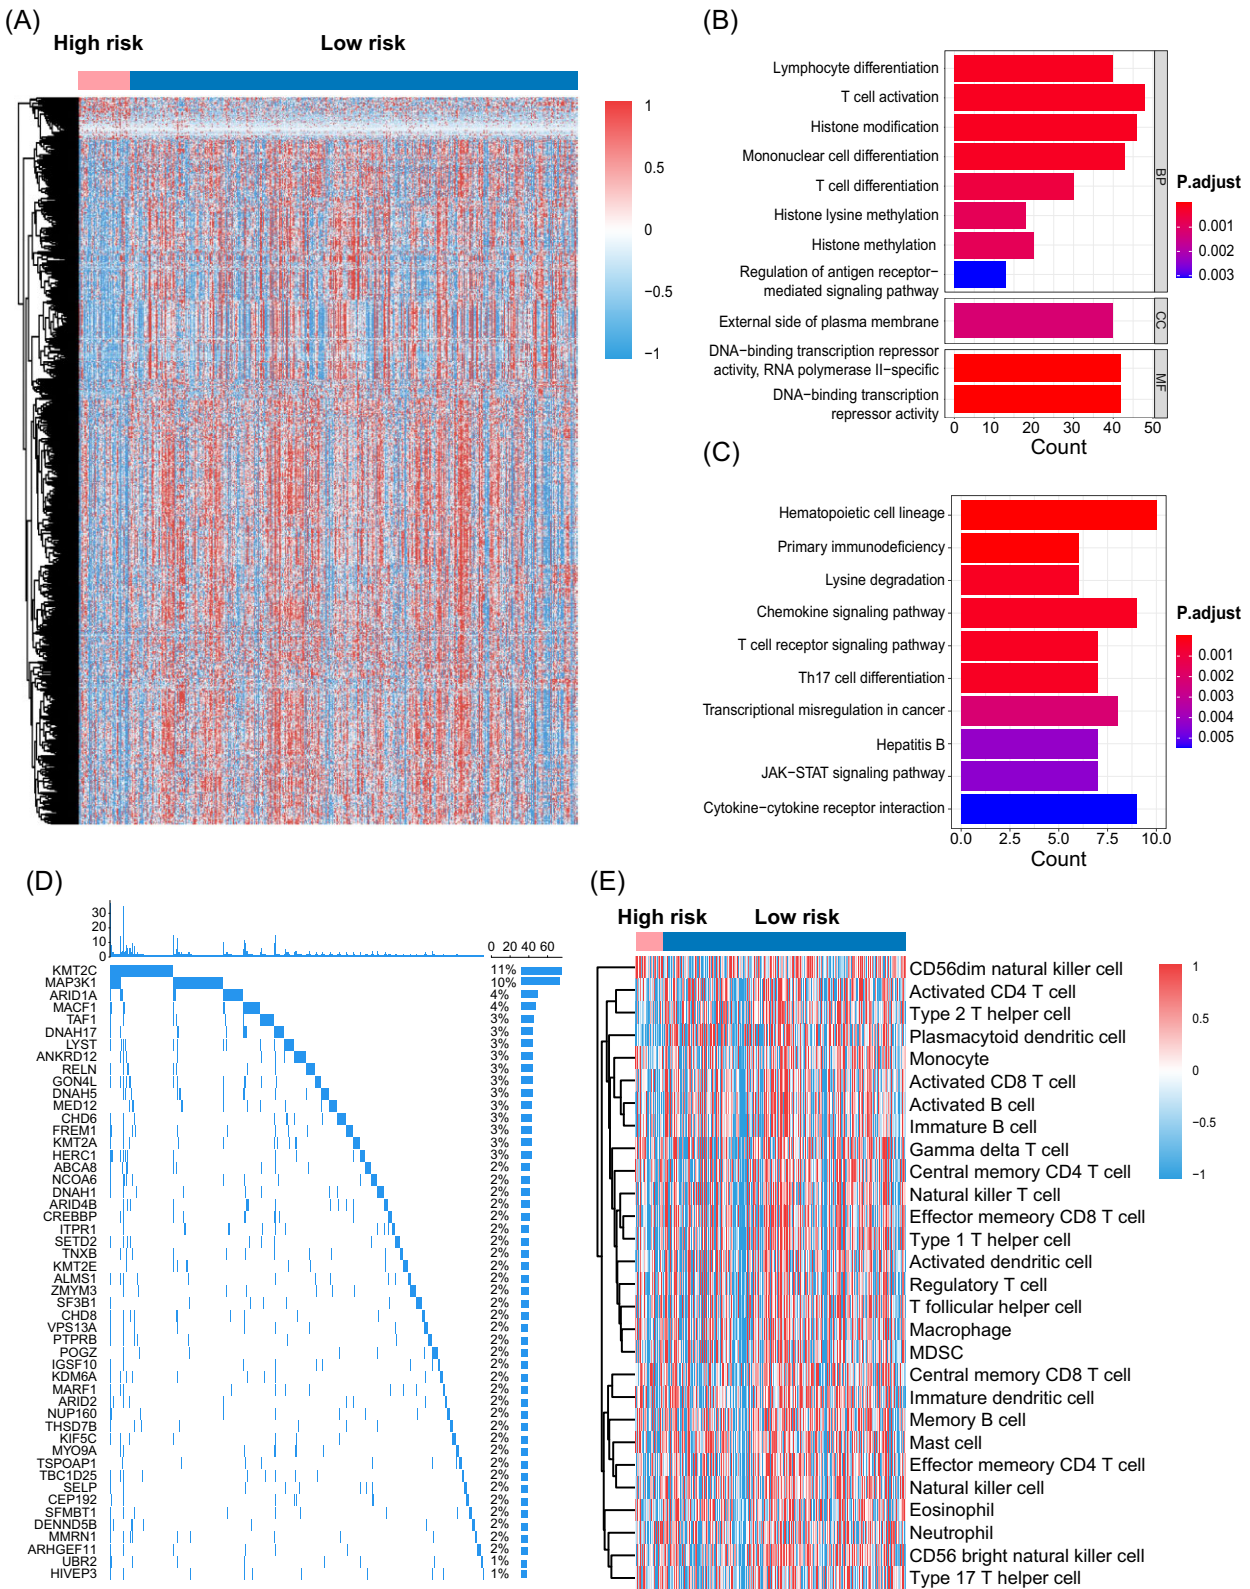 (A)
High risk
Low risk
1
0.5
0
−0.5
−1
(B)
Lymphocyte differentiation
T cell activation
Histone modification
Mononuclear cell differentiation
T cell differentiation
Histone lysine methylation
Histone methylation
Regulation of antigen receptor−
mediated signaling pathway
BP
External side of plasma membrane
CC
DNA−binding transcription repressor
activity, RNA polymerase II−specific
DNA−binding transcription
repressor activity
MF
0 10 20 30 40 50
Count
P.adjust
0.001
0.002
0.003
(C)
Hematopoietic cell lineage
Primary immunodeficiency
Lysine degradation
Chemokine signaling pathway
T cell receptor signaling pathway
Th17 cell differentiation
Transcriptional misregulation in cancer
Hepatitis B
JAK−STAT signaling pathway
Cytokine−cytokine receptor interaction
0.0 2.5 5.0 7.5 10.0
Count
P.adjust
0.001
0.002
0.003
0.004
0.005
(D)
30
20
10
0
0 20 40 60
KMT2C 11%
MAP3K1 10%
ARID1A 4%
MACF1 4%
TAF1 3%
DNAH17 3%
LYST 3%
ANKRD12 3%
RELN 3%
GON4L 3%
DNAH5 3%
MED12 3%
CHD6 3%
FREM1 3%
KMT2A 3%
HERC1 3%
ABCA8 2%
NCOA6 2%
DNAH1 2%
ARID4B 2%
CREBBP 2%
ITPR1 2%
SETD2 2%
TNXB 2%
KMT2E 2%
ALMS1 2%
ZMYM3 2%
SF3B1 2%
CHD8 2%
VPS13A 2%
PTPRB 2%
POGZ 2%
IGSF10 2%
KDM6A 2%
MARF1 2%
ARID2 2%
NUP160 2%
THSD7B 2%
KIF5C 2%
MYO9A 2%
TSPOAP1 2%
TBC1D25 2%
SELP 2%
CEP192 2%
SFMBT1 2%
DENND5B 2%
MMRN1 2%
ARHGEF11 2%
UBR2 1%
HIVEP3 1%
(E)
High risk
Low risk
CD56dim natural killer cell
Activated CD4 T cell
Type 2 T helper cell
Plasmacytoid dendritic cell
Monocyte
Activated CD8 T cell
Activated B cell
Immature B cell
Gamma delta T cell
Central memory CD4 T cell
Natural killer T cell
Effector memeory CD8 T cell
Type 1 T helper cell
Activated dendritic cell
Regulatory T cell
T follicular helper cell
Macrophage
MDSC
Central memory CD8 T cell
Immature dendritic cell
Memory B cell
Mast cell
Effector memeory CD4 T cell
Natural killer cell
Eosinophil
Neutrophil
CD56 bright natural killer cell
Type 17 T helper cell
1
0.5
0
−0.5
−1